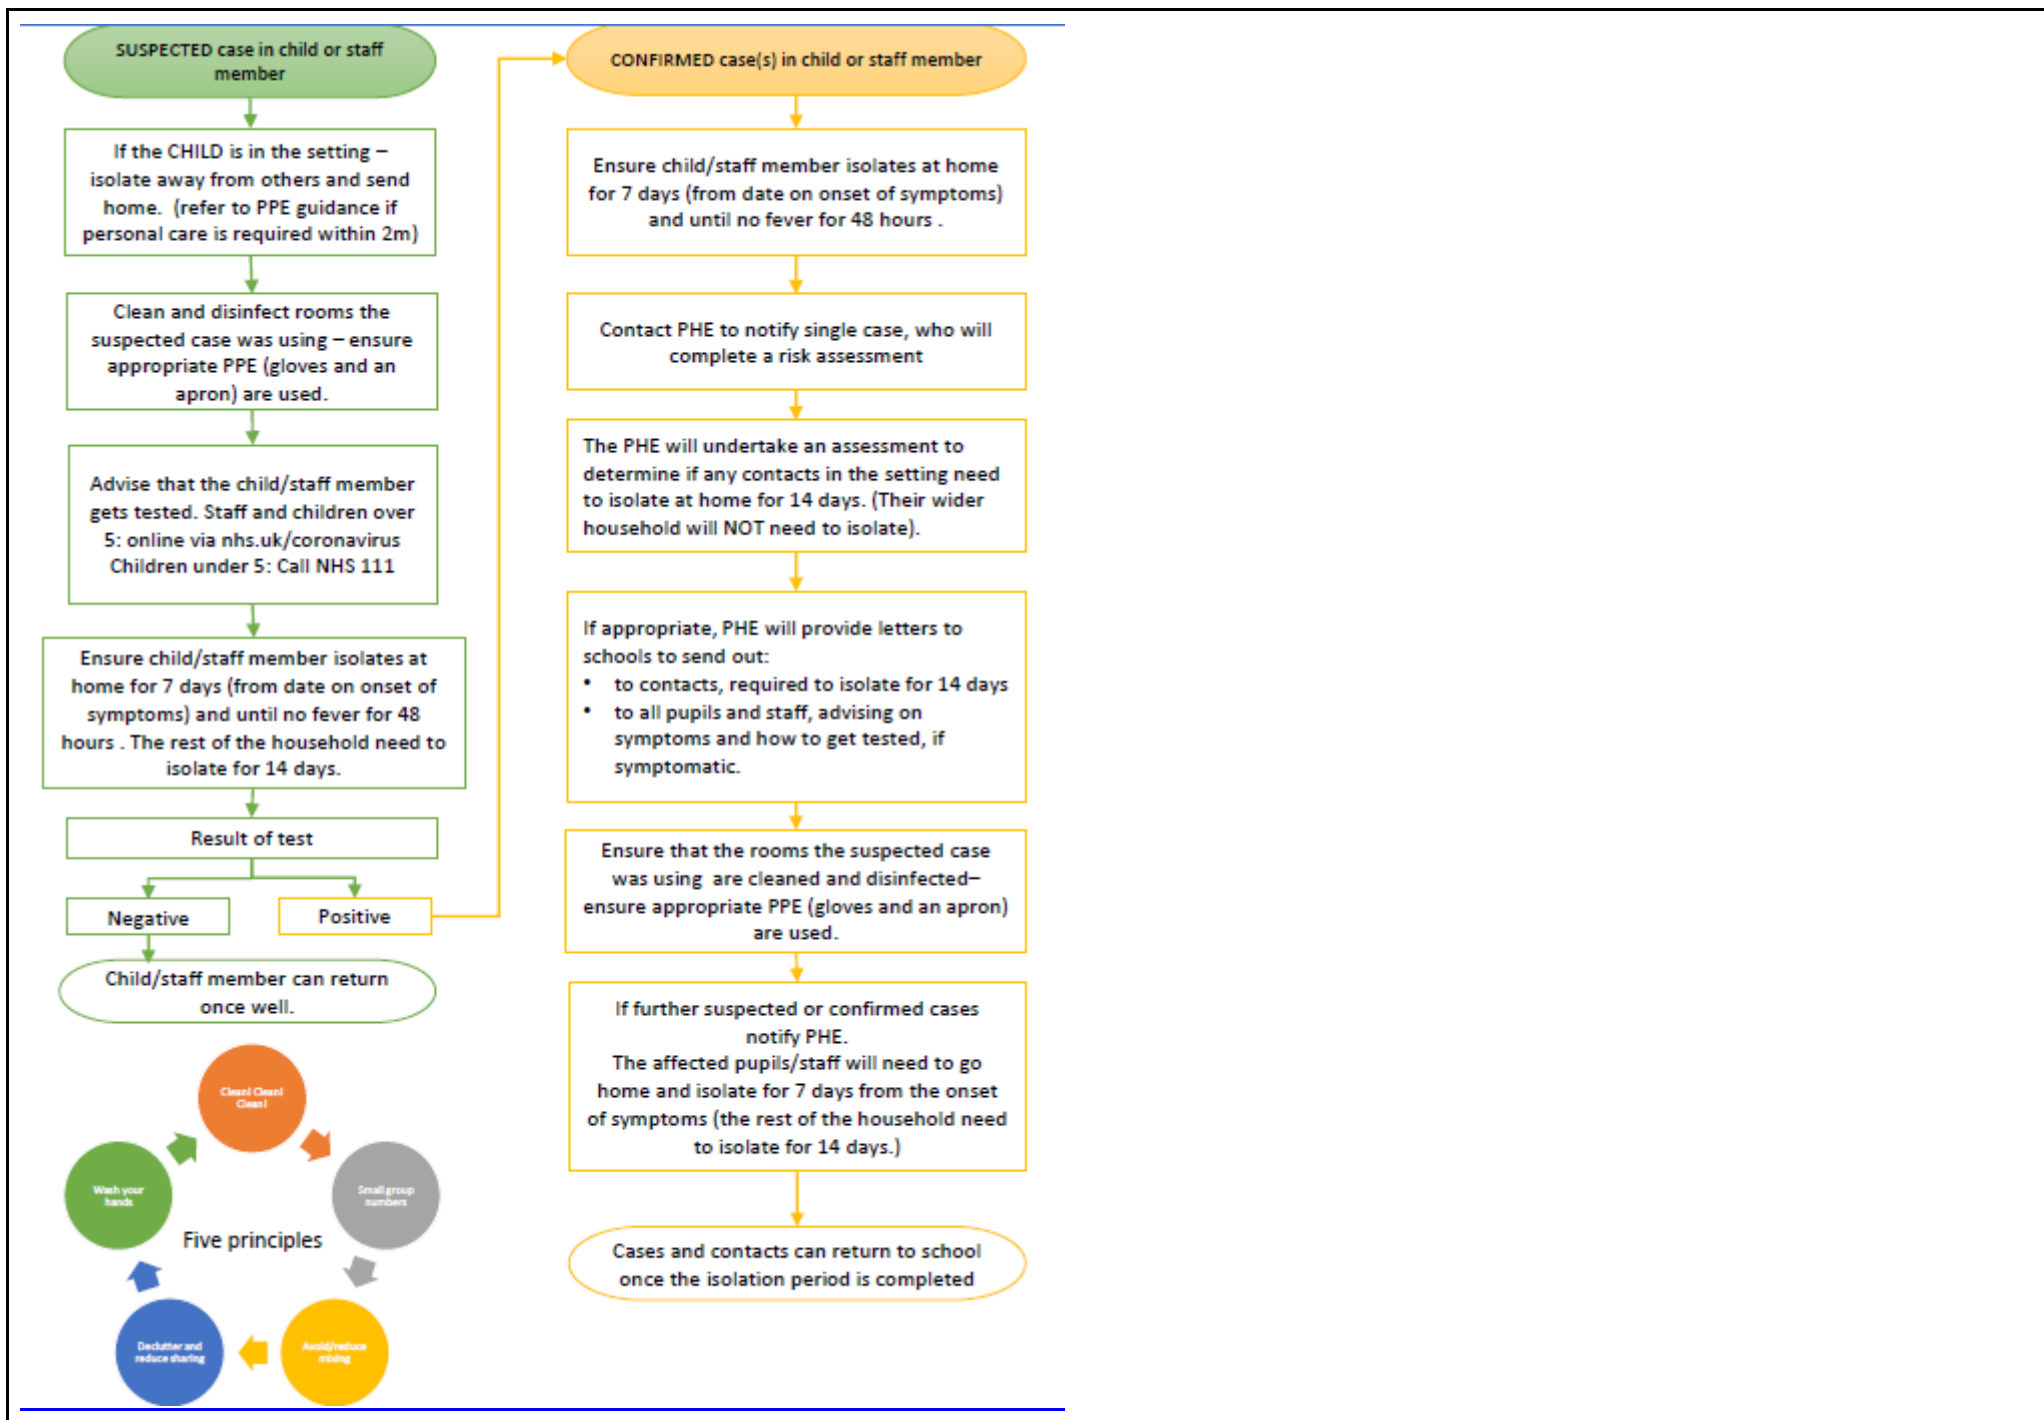 SUSPECTED case in child or staff
member
If the CHILD is in the setting –
isolate away from others and send
home.  (refer to PPE guidance if
personal care is required within 2m)
Clean and disinfect rooms the
suspected case was using – ensure
appropriate PPE (gloves and an
apron) are used.
Advise that the child/staff member
gets tested. Staff and children over
5: online via nhs.uk/coronavirus
Children under 5: Call NHS 111
Ensure child/staff member isolates at
home for 7 days (from date on onset of
symptoms) and until no fever for 48
hours . The rest of the household need to
isolate for 14 days.
Result of test
Negative
Positive
Child/staff member can return
once well.
CONFIRMED case(s) in child or staff member
Ensure child/staff member isolates at home
for 7 days (from date on onset of symptoms)
and until no fever for 48 hours .
Contact PHE to notify single case, who will
complete a risk assessment
The PHE will undertake an assessment to
determine if any contacts in the setting need
to isolate at home for 14 days. (Their wider
household will NOT need to isolate).
If appropriate, PHE will provide letters to
schools to send out:
• to contacts, required to isolate for 14 days
• to all pupils and staff, advising on
symptoms and how to get tested, if
symptomatic.
Ensure that the rooms the suspected case
was using  are cleaned and disinfected–
ensure appropriate PPE (gloves and an apron)
are used.
If further suspected or confirmed cases
notify PHE.
The affected pupils/staff will need to go
home and isolate for 7 days from the onset
of symptoms (the rest of the household need
to isolate for 14 days.)
Cases and contacts can return to school
once the isolation period is completed
Five principles
Clean! Clean!
Clean!
Small group
numbers
Avoid/reduce
mixing
Declutter and
reduce sharing
Wash your
hands